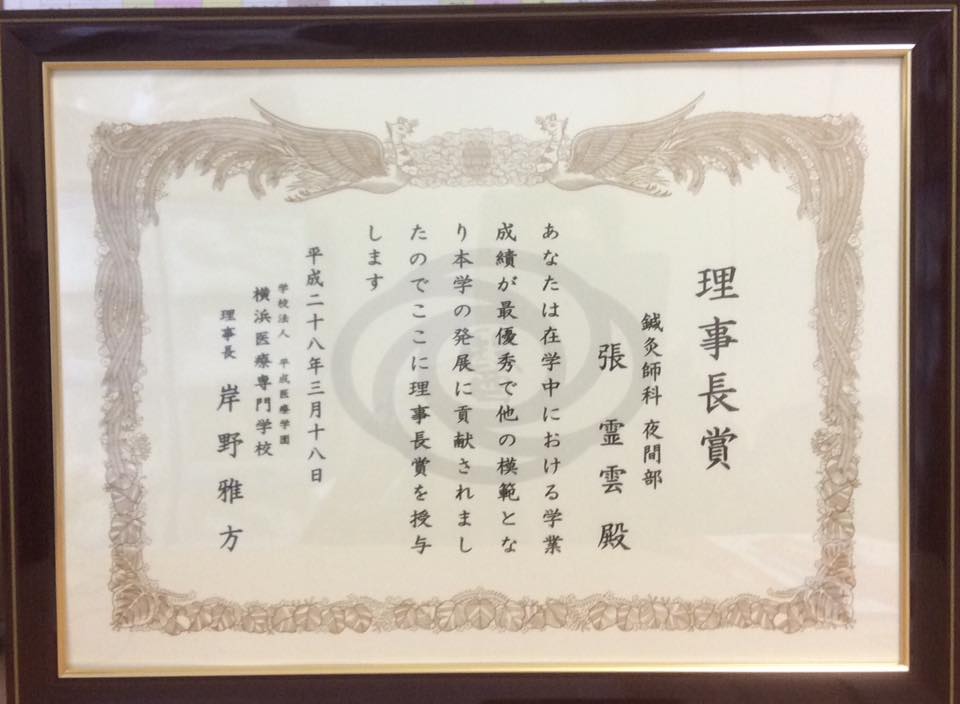 理事長賞
鍼灸師科 夜間部
張 霊雲 殿
あなたは在学中における学業
成績が最優秀で他の模範とな
り本学の発展に貢献されまし
たのでここに理事長賞を授与
します
平成二十八年三月十八日
学校法人 平成医療学園
横浜医療専門学校
理事長 岸野雅方